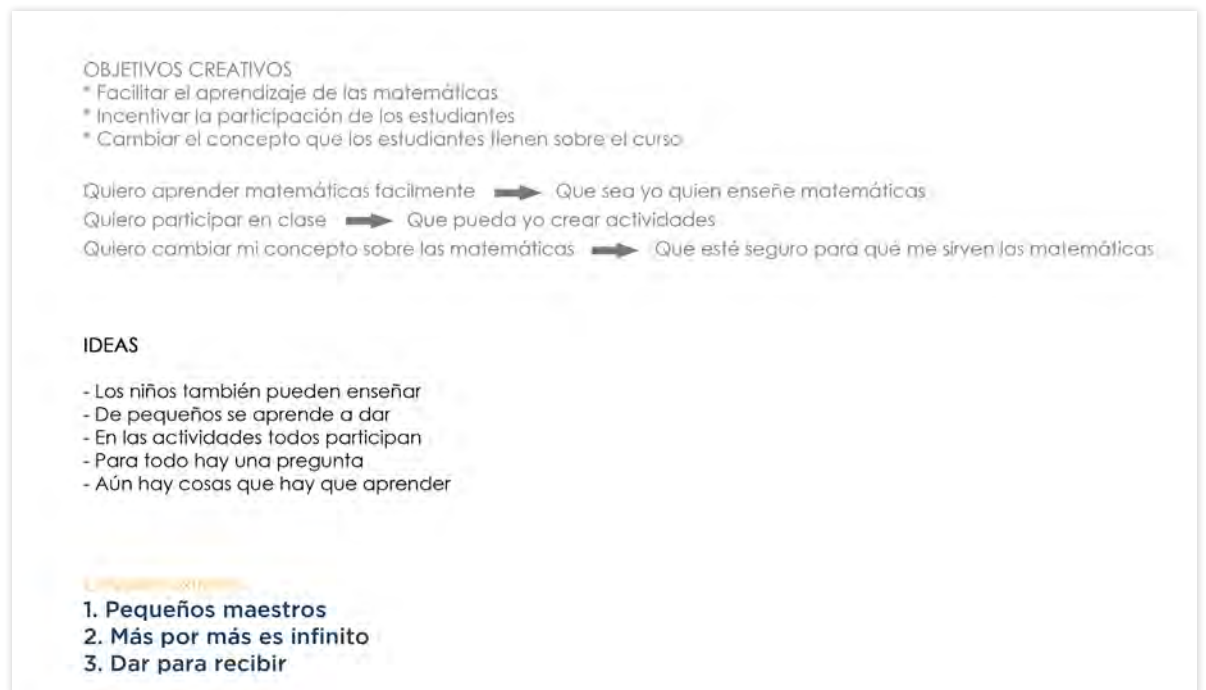 OBJETIVOS CREATIVOS
* Facilitar el aprendizaje de las matemáticas
* Incentivar la participación de los estudiantes
* Cambiar el concepto que los estudiantes tienen sobre el curso
Quiero aprender matemáticas facilmente Que sea yo quien enseñe matemáticas
Quiero participar en clase Que pueda yo crear actividades
Quiero cambiar mi concepto sobre las matemáticas Que esté seguro para qué me sirven las matemáticas
IDEAS
- Los niños también pueden enseñar
- De pequeños se aprende a dar
- En las actividades todos participan
- Para todo hay una pregunta
- Aún hay cosas que hay que aprender
1. Pequeños maestros
2. Más por más es infinito
3. Dar para recibir